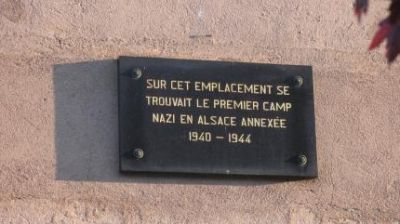 SUR CET EMPLACEMENT SE
TROUVAIT LE PREMIER CAMP
NAZI EN ALSACE ANNEXÉE
1940 - 1944